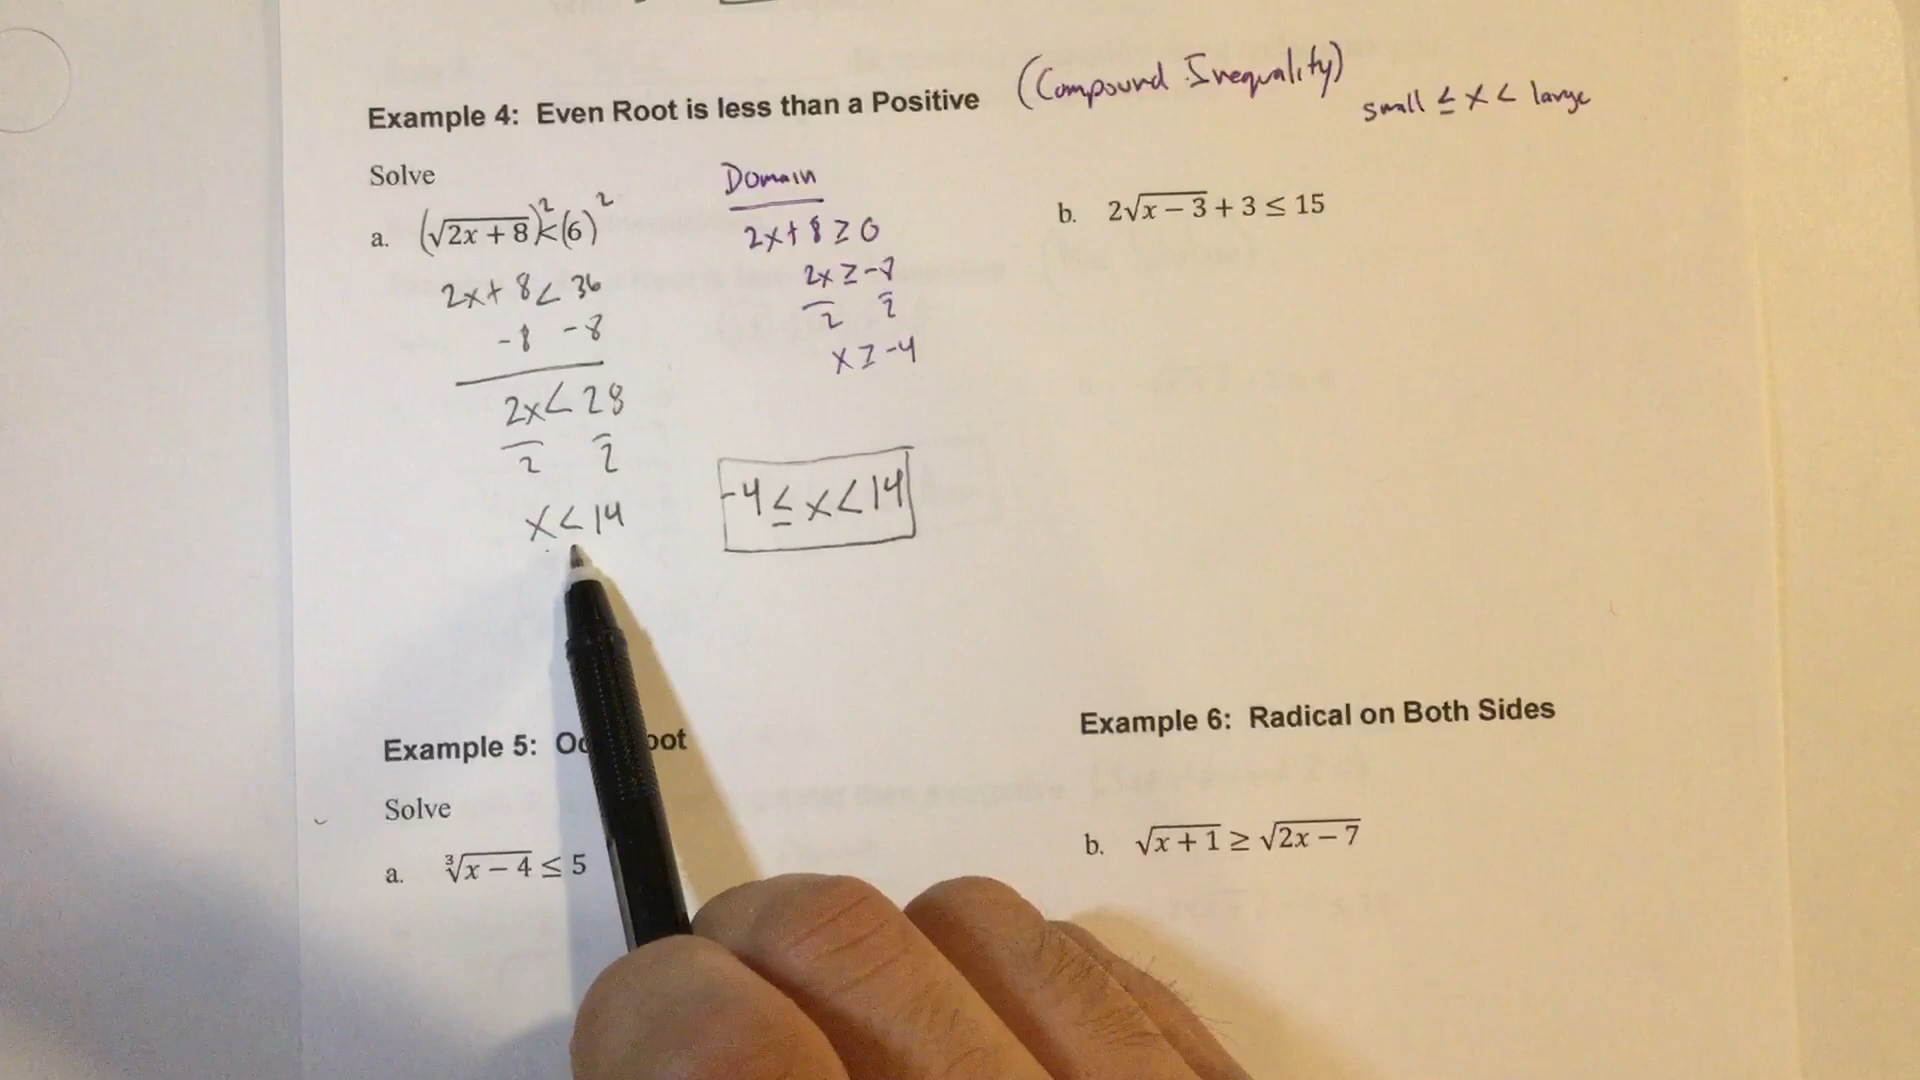 Example 4: Even Root is less than a Positive (Compound Inequality)
small ≤ x < large
Solve
a. (√2x + 8)² < (6)²
2x + 8 < 36
-8 -8
2x < 28
2 2
x < 14
Domain
2x + 8 ≥ 0
2x ≥ -8
2 2
x ≥ -4
-4 ≤ x < 14
b. 2√x − 3 + 3 ≤ 15
Example 5:
Solve
a. ³√x − 4 ≤ 5
Example 6: Radical on Both Sides
b. √x + 1 ≥ √2x − 7